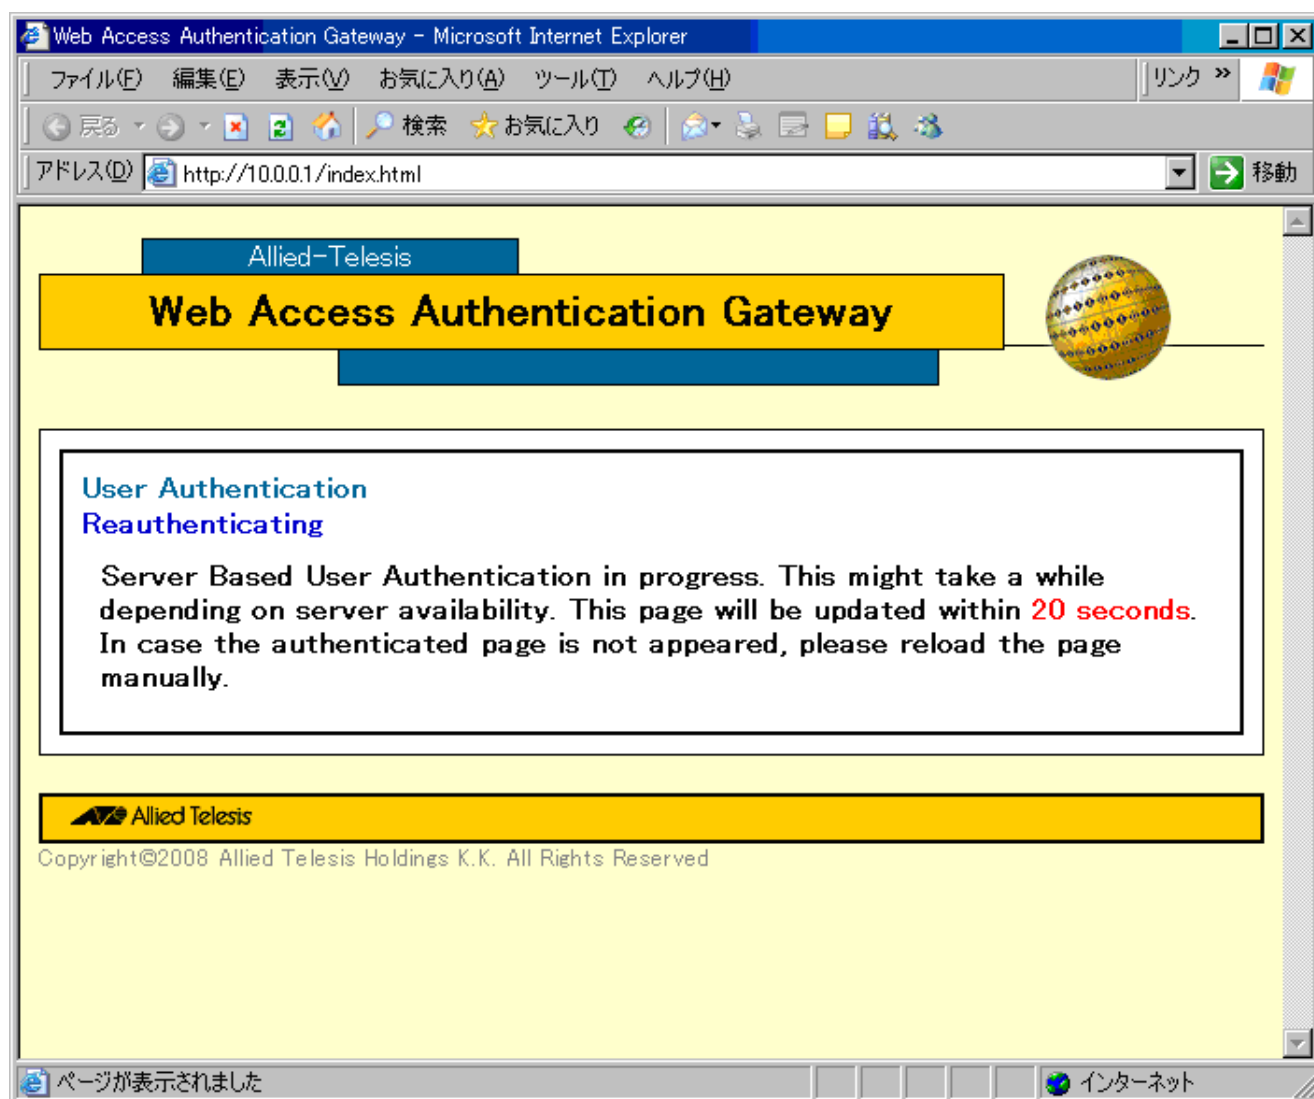 Web Access Authentication Gateway - Microsoft Internet Explorer
ファイル(F) 編集(E) 表示(V) お気に入り(A) ツール(T) ヘルプ(H) リンク »
戻る 検索 お気に入り
アドレス(D) http://10.0.0.1/index.html 移動
Allied-Telesis
Web Access Authentication Gateway
User Authentication
Reauthenticating
Server Based User Authentication in progress. This might take a while
depending on server availability. This page will be updated within 20 seconds.
In case the authenticated page is not appeared, please reload the page
manually.
Allied Telesis
Copyright©2008 Allied Telesis Holdings K.K. All Rights Reserved
ページが表示されました インターネット